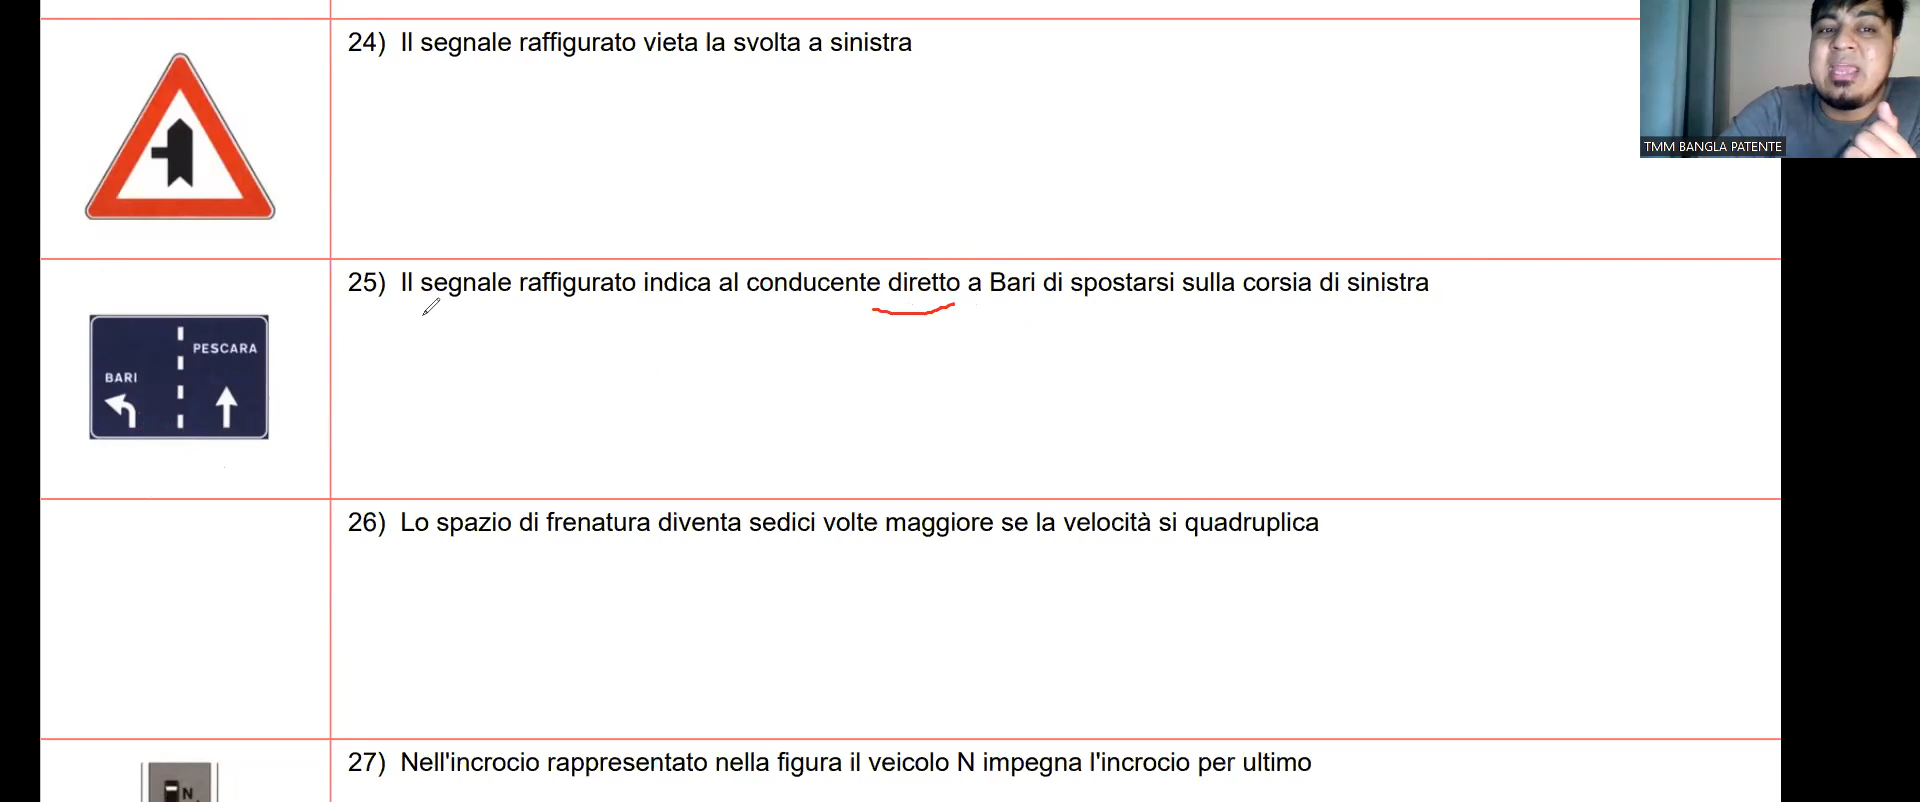 24) Il segnale raffigurato vieta la svolta a sinistra
TMM BANGLA PATENTE
25) Il segnale raffigurato indica al conducente diretto a Bari di spostarsi sulla corsia di sinistra
PESCARA
BARI
26) Lo spazio di frenatura diventa sedici volte maggiore se la velocità si quadruplica
27) Nell'incrocio rappresentato nella figura il veicolo N impegna l'incrocio per ultimo
N